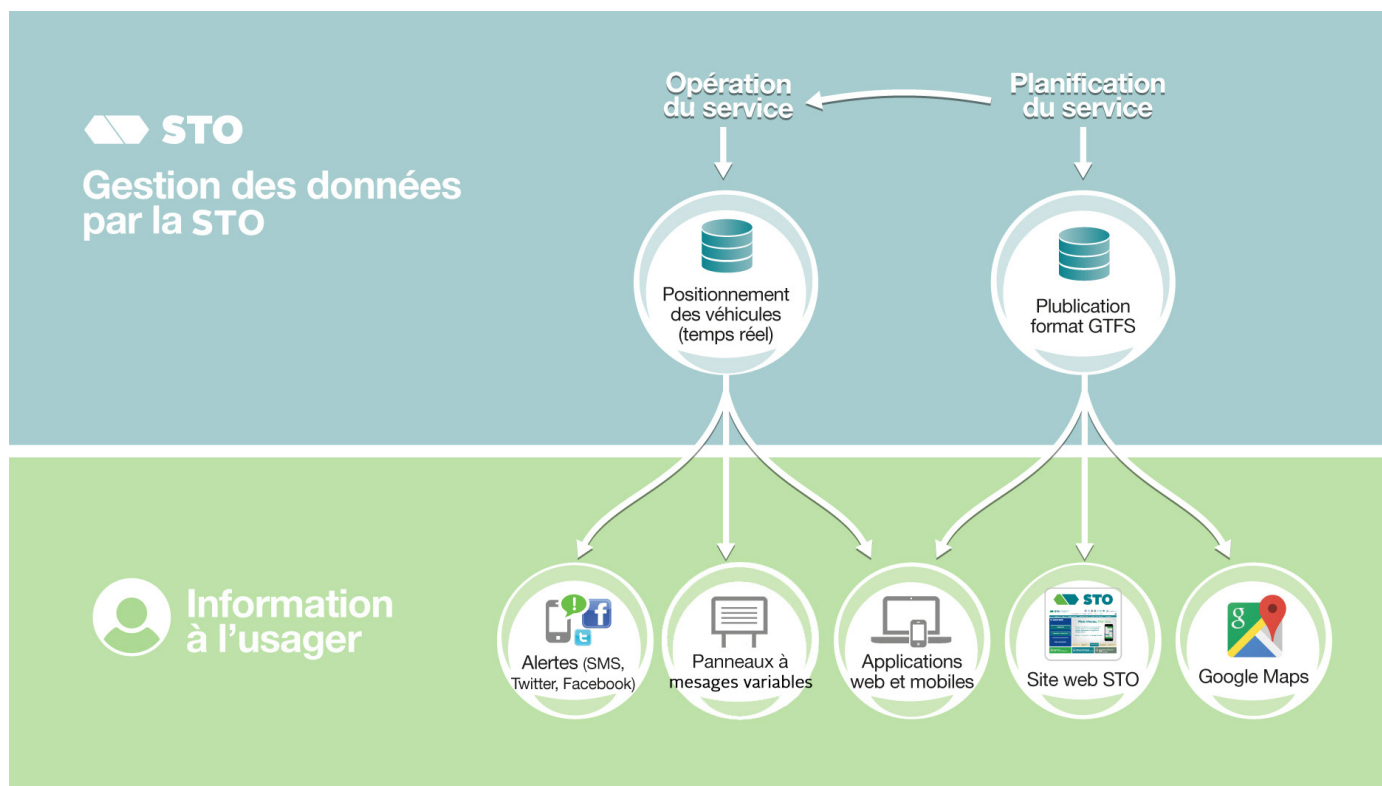 STO
Gestion des données
par la STO
Opération
du service
Planification
du service
Positionnement
des véhicules
(temps réel)
Plublication
format GTFS
Information
à l'usager
Alertes (SMS,
Twitter, Facebook)
Panneaux à
mesages variables
Applications
web et mobiles
STO
Site web STO
g
Google Maps